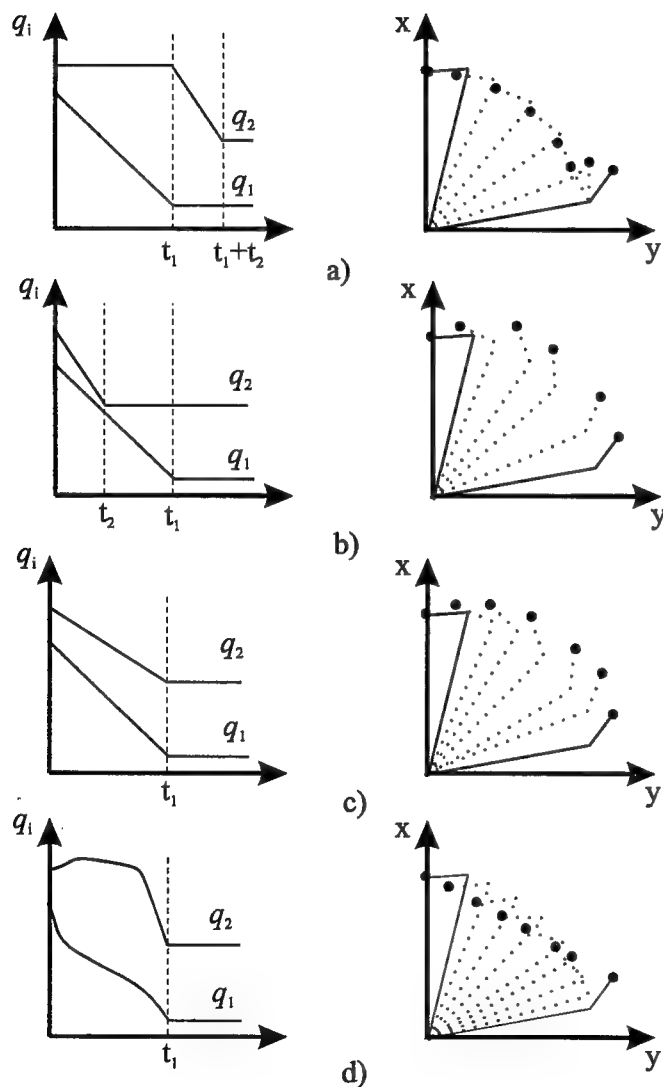 qᵢ
x
q₂
q₁
t₁
t₁+t₂
y
a)
qᵢ
x
q₂
q₁
t₂
t₁
y
b)
qᵢ
x
q₂
q₁
t₁
y
c)
qᵢ
x
q₂
q₁
t₁
y
d)